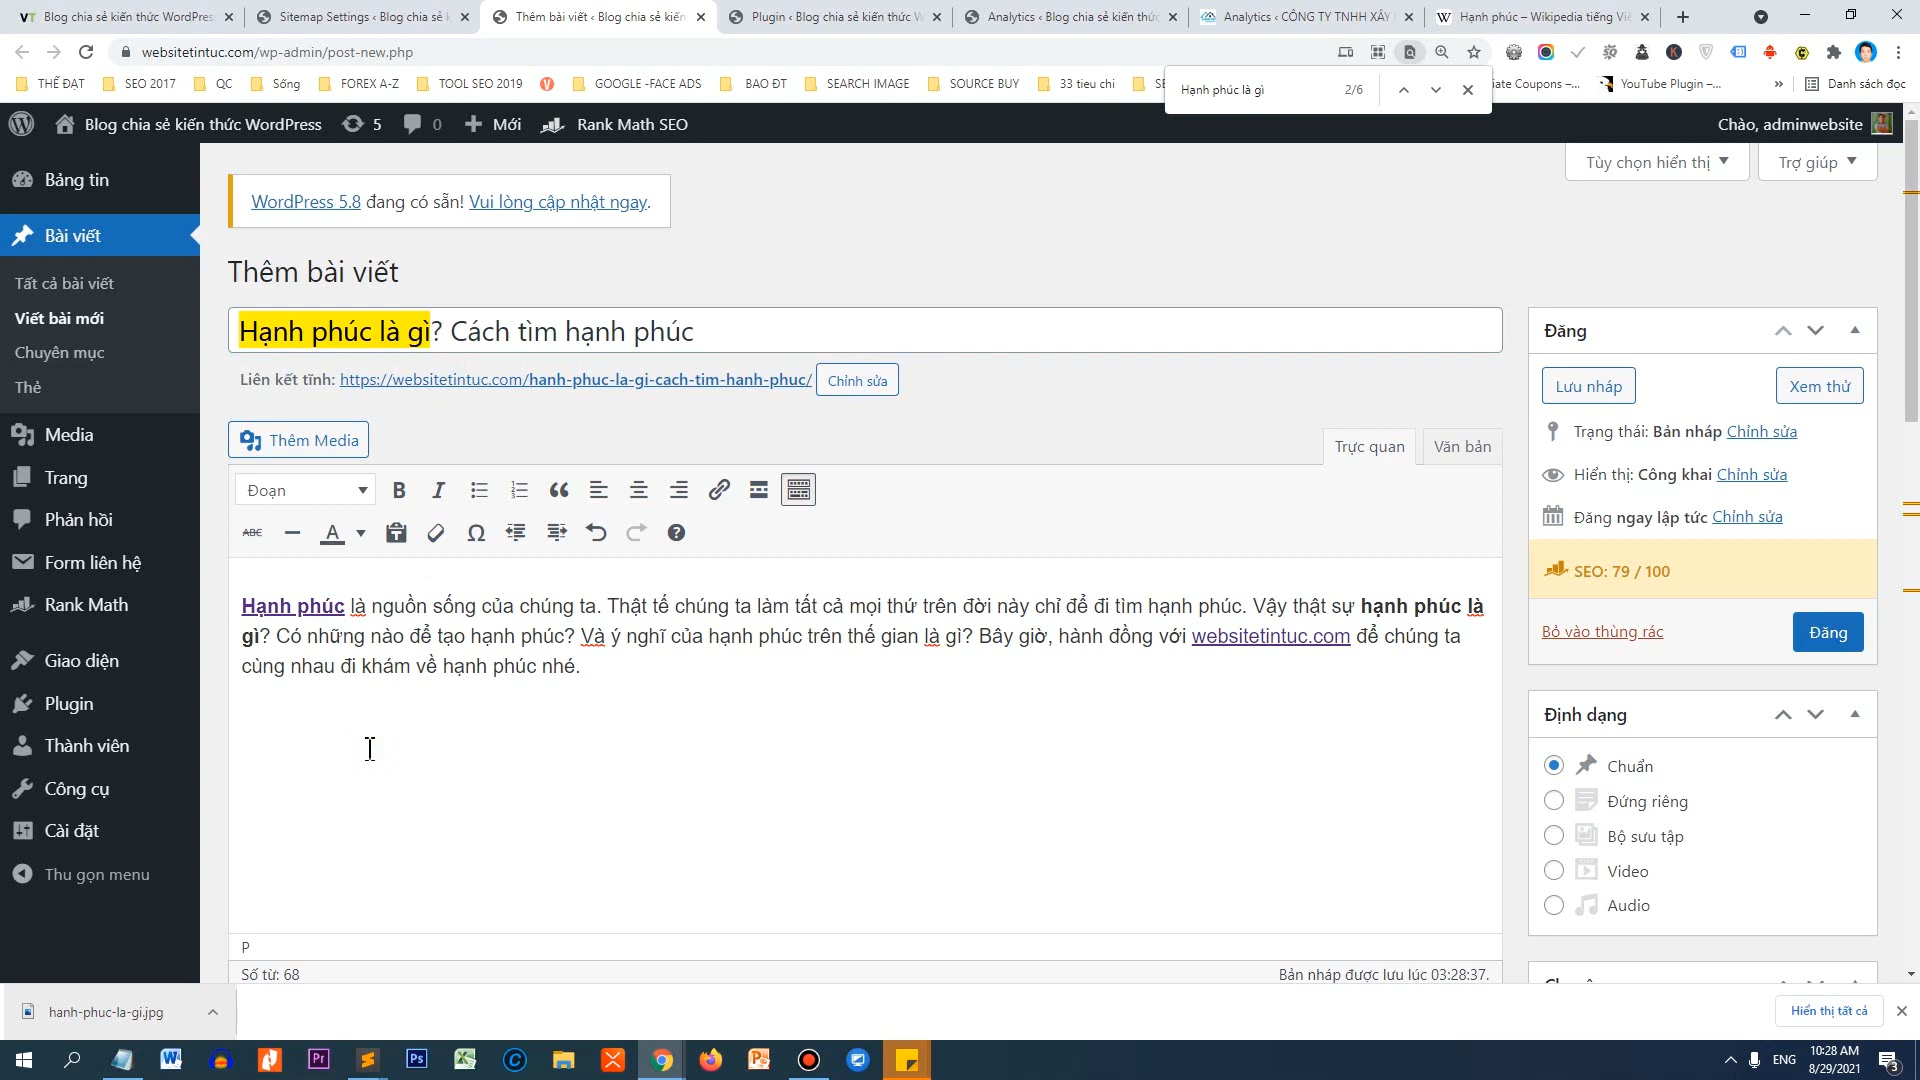 Blog chia sẻ kiến thức WordPres
Sitemap Settings ‹ Blog chia sẻ k
Thêm bài viết ‹ Blog chia sẻ kiến
Plugin ‹ Blog chia sẻ kiến thức W
Analytics ‹ Blog chia sẻ kiến thức
Analytics ‹ CÔNG TY TNHH XÂY
Hạnh phúc – Wikipedia tiếng Việ
websitetintuc.com/wp-admin/post-new.php
THẾ ĐẠT
SEO 2017
QC
Sống
FOREX A-Z
TOOL SEO 2019
GOOGLE -FACE ADS
BAO ĐT
SEARCH IMAGE
SOURCE BUY
33 tieu chi
SE
iate Coupons –...
YouTube Plugin –...
»
Danh sách đọc
Hạnh phúc là gì
2/6
Blog chia sẻ kiến thức WordPress
5
0
Mới
Rank Math SEO
Chào, adminwebsite
Tùy chọn hiển thị
Trợ giúp
Bảng tin
Bài viết
Tất cả bài viết
Viết bài mới
Chuyên mục
Thẻ
Media
Trang
Phản hồi
Form liên hệ
Rank Math
Giao diện
Plugin
Thành viên
Công cụ
Cài đặt
Thu gọn menu
WordPress 5.8 đang có sẵn! Vui lòng cập nhật ngay.
Thêm bài viết
Hạnh phúc là gì? Cách tìm hạnh phúc
Liên kết tĩnh: https://websitetintuc.com/hanh-phuc-la-gi-cach-tim-hanh-phuc/
Chỉnh sửa
Thêm Media
Trực quan
Văn bản
Đoạn
B
I
ABC
A
Ω
Hạnh phúc là nguồn sống của chúng ta. Thật tế chúng ta làm tất cả mọi thứ trên đời này chỉ để đi tìm hạnh phúc. Vậy thật sự hạnh phúc là
gì? Có những nào để tạo hạnh phúc? Và ý nghĩ của hạnh phúc trên thế gian là gì? Bây giờ, hành đồng với websitetintuc.com để chúng ta
cùng nhau đi khám về hạnh phúc nhé.
P
Số từ: 68
Bản nháp được lưu lúc 03:28:37.
Đăng
Lưu nháp
Xem thử
Trạng thái: Bản nháp Chỉnh sửa
Hiển thị: Công khai Chỉnh sửa
Đăng ngay lập tức Chỉnh sửa
SEO: 79 / 100
Bỏ vào thùng rác
Đăng
Định dạng
Chuẩn
Đứng riêng
Bộ sưu tập
Video
Audio
hanh-phuc-la-gi.jpg
Hiển thị tất cả
ENG
10:28 AM
8/29/2021
3